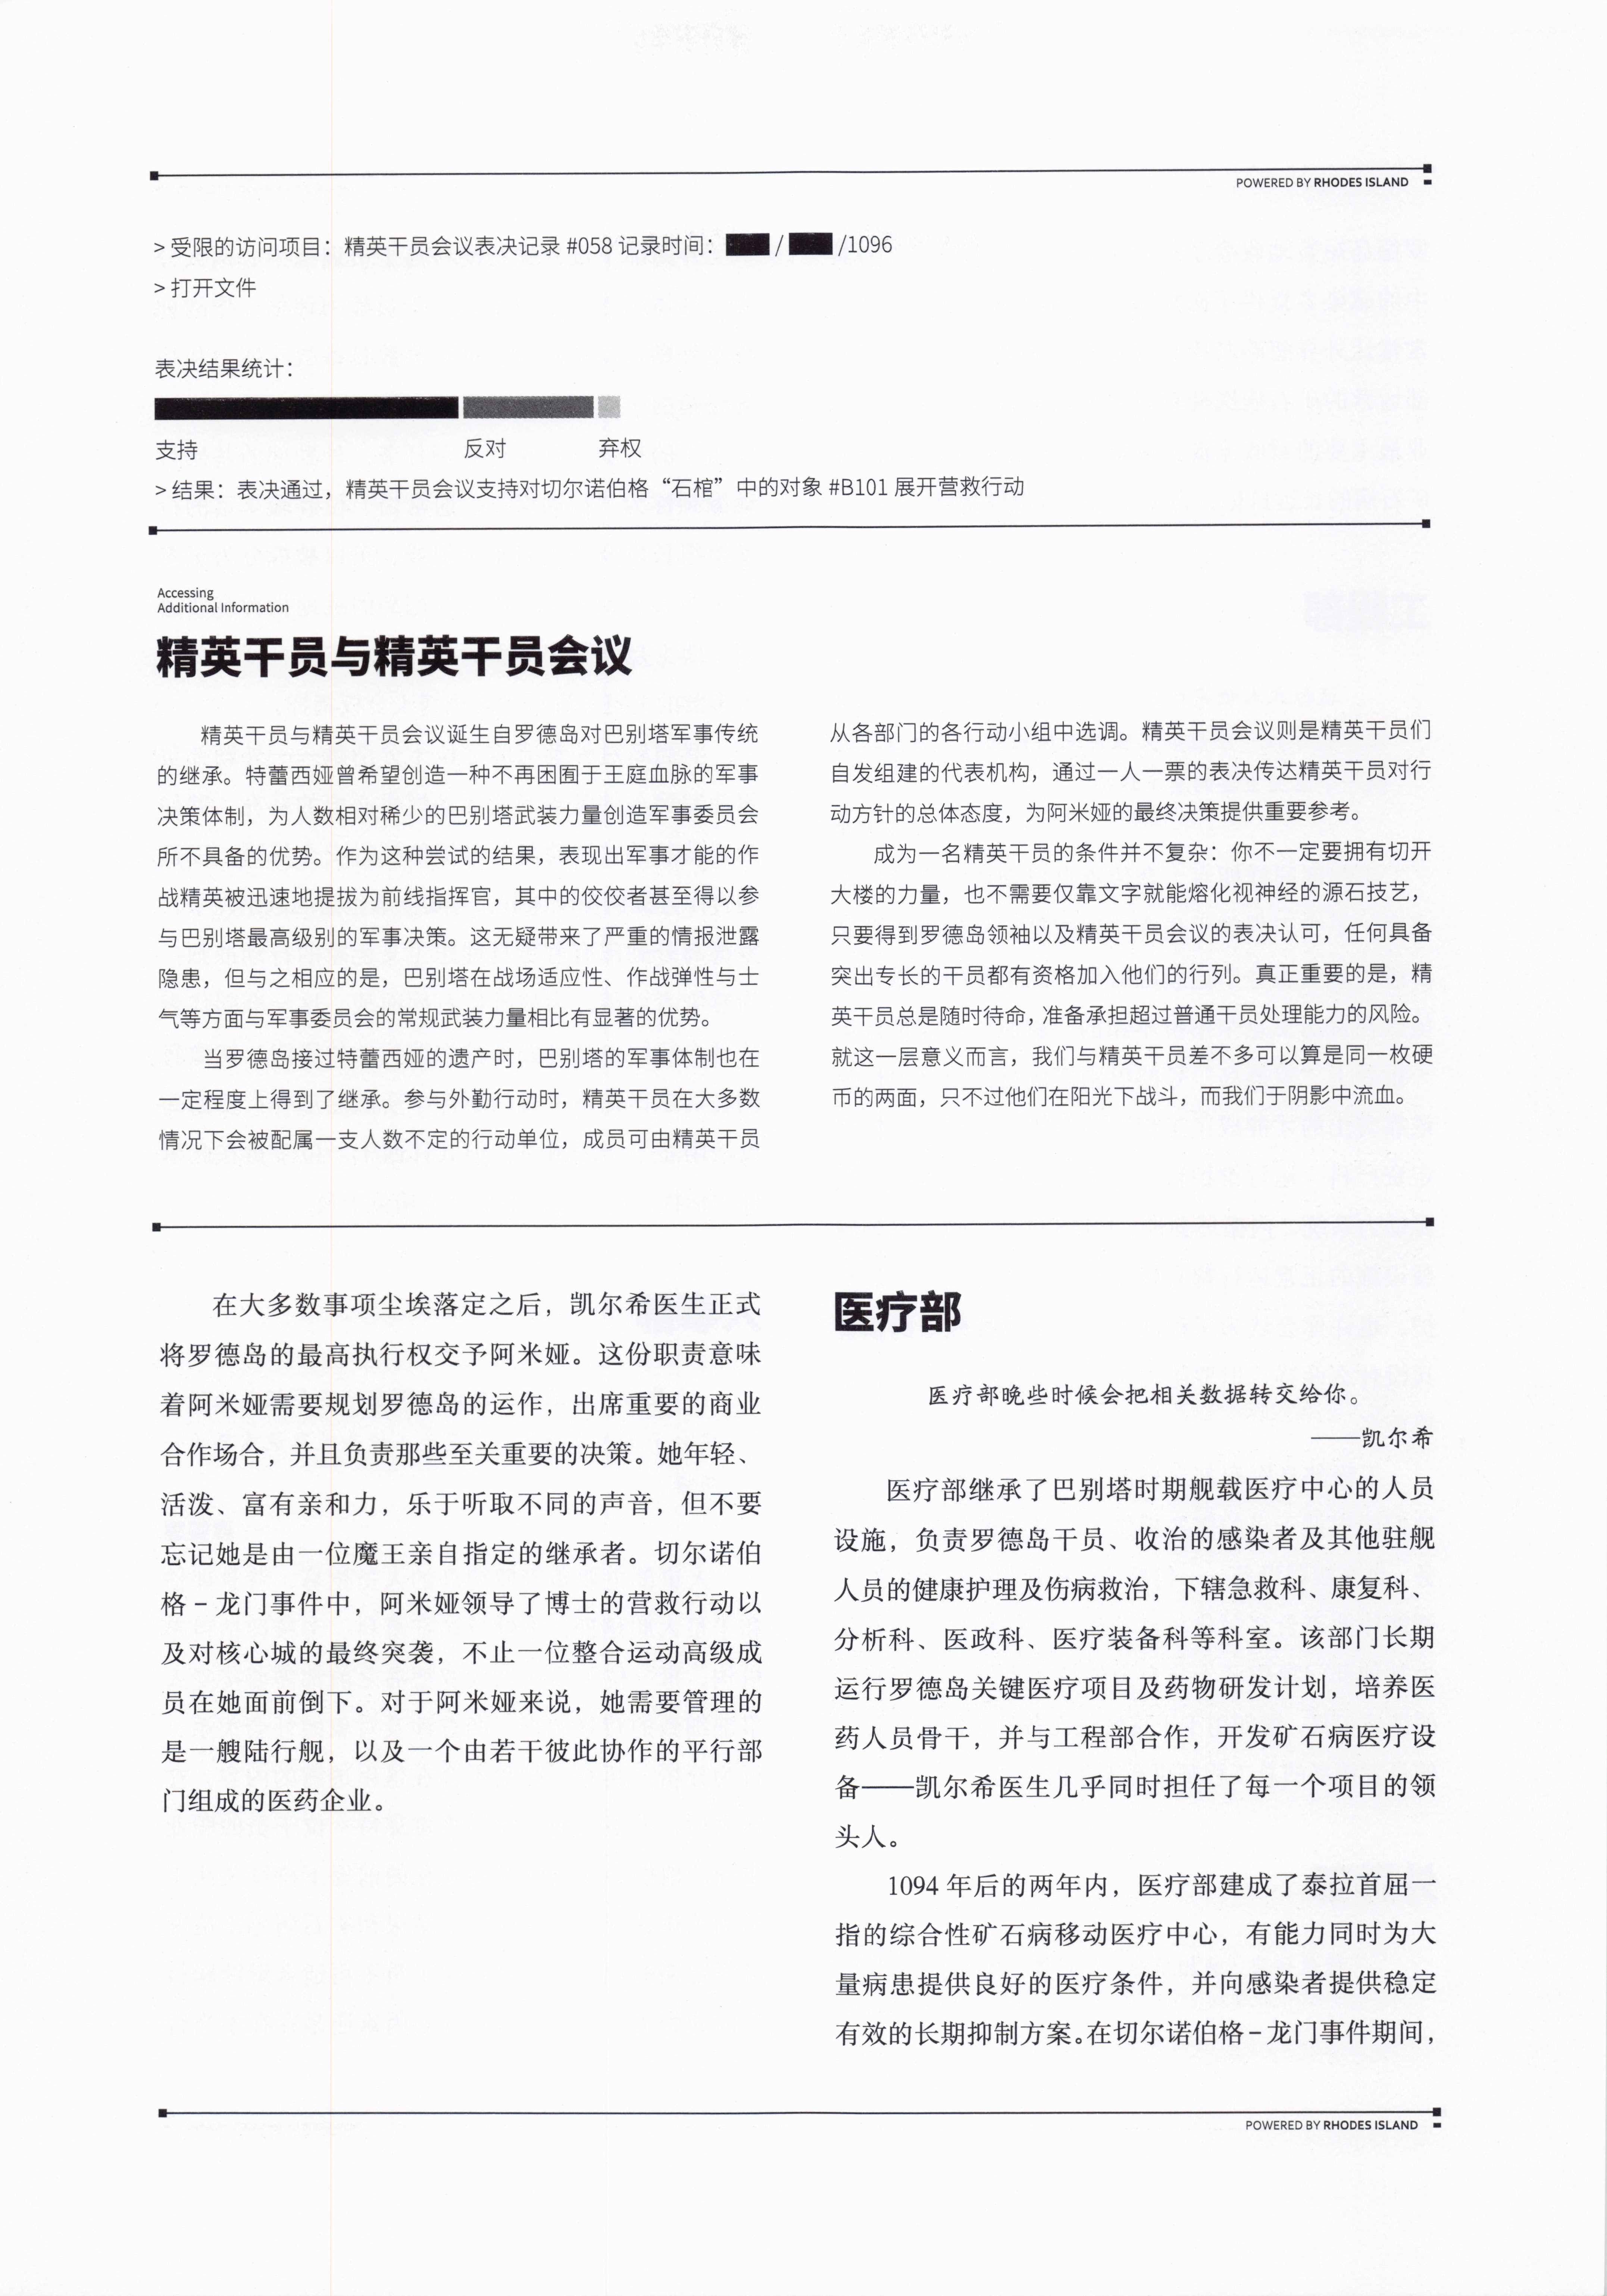 POWERED BY RHODES ISLAND
> 受限的访问项目：精英干员会议表决记录 #058 记录时间： / /1096
> 打开文件
表决结果统计：
支持 反对 弃权
> 结果：表决通过，精英干员会议支持对切尔诺伯格“石棺”中的对象 #B101 展开营救行动
Accessing
Additional Information
精英干员与精英干员会议
精英干员与精英干员会议诞生自罗德岛对巴别塔军事传统
的继承。特蕾西娅曾希望创造一种不再困囿于王庭血脉的军事
决策体制，为人数相对稀少的巴别塔武装力量创造军事委员会
所不具备的优势。作为这种尝试的结果，表现出军事才能的作
战精英被迅速地提拔为前线指挥官，其中的佼佼者甚至得以参
与巴别塔最高级别的军事决策。这无疑带来了严重的情报泄露
隐患，但与之相应的是，巴别塔在战场适应性、作战弹性与士
气等方面与军事委员会的常规武装力量相比有显著的优势。
当罗德岛接过特蕾西娅的遗产时，巴别塔的军事体制也在
一定程度上得到了继承。参与外勤行动时，精英干员在大多数
情况下会被配属一支人数不定的行动单位，成员可由精英干员
从各部门的各行动小组中选调。精英干员会议则是精英干员们
自发组建的代表机构，通过一人一票的表决传达精英干员对行
动方针的总体态度，为阿米娅的最终决策提供重要参考。
成为一名精英干员的条件并不复杂：你不一定要拥有切开
大楼的力量，也不需要仅靠文字就能熔化视神经的源石技艺，
只要得到罗德岛领袖以及精英干员会议的表决认可，任何具备
突出专长的干员都有资格加入他们的行列。真正重要的是，精
英干员总是随时待命，准备承担超过普通干员处理能力的风险。
就这一层意义而言，我们与精英干员差不多可以算是同一枚硬
币的两面，只不过他们在阳光下战斗，而我们于阴影中流血。
在大多数事项尘埃落定之后，凯尔希医生正式
将罗德岛的最高执行权交予阿米娅。这份职责意味
着阿米娅需要规划罗德岛的运作，出席重要的商业
合作场合，并且负责那些至关重要的决策。她年轻、
活泼、富有亲和力，乐于听取不同的声音，但不要
忘记她是由一位魔王亲自指定的继承者。切尔诺伯
格－龙门事件中，阿米娅领导了博士的营救行动以
及对核心城的最终突袭，不止一位整合运动高级成
员在她面前倒下。对于阿米娅来说，她需要管理的
是一艘陆行舰，以及一个由若干彼此协作的平行部
门组成的医药企业。
医疗部
医疗部晚些时候会把相关数据转交给你。
——凯尔希
医疗部继承了巴别塔时期舰载医疗中心的人员
设施，负责罗德岛干员、收治的感染者及其他驻舰
人员的健康护理及伤病救治，下辖急救科、康复科、
分析科、医政科、医疗装备科等科室。该部门长期
运行罗德岛关键医疗项目及药物研发计划，培养医
药人员骨干，并与工程部合作，开发矿石病医疗设
备——凯尔希医生几乎同时担任了每一个项目的领
头人。
1094 年后的两年内，医疗部建成了泰拉首屈一
指的综合性矿石病移动医疗中心，有能力同时为大
量病患提供良好的医疗条件，并向感染者提供稳定
有效的长期抑制方案。在切尔诺伯格－龙门事件期间，
POWERED BY RHODES ISLAND